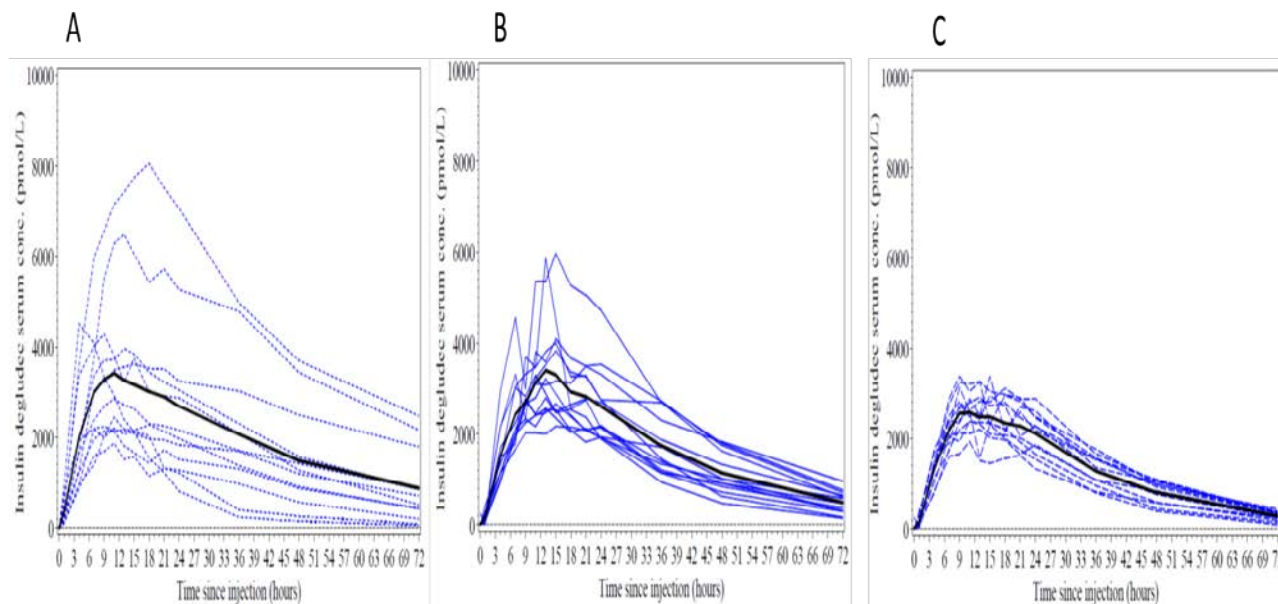 A
B
C
Insulin degludec serum conc. (pmol/L)
10000
8000
6000
4000
2000
0
0 3 6 9 12 15 18 21 24 27 30 33 36 39 42 45 48 51 54 57 60 63 66 69 72
Time since injection (hours)
Insulin degludec serum conc. (pmol/L)
10000
8000
6000
4000
2000
0
0 3 6 9 12 15 18 21 24 27 30 33 36 39 42 45 48 51 54 57 60 63 66 69 72
Time since injection (hours)
Insulin degludec serum conc. (pmol/L)
10000
8000
6000
4000
2000
0
0 3 6 9 12 15 18 21 24 27 30 33 36 39 42 45 48 51 54 57 60 63 66 69 72
Time since injection (hours)